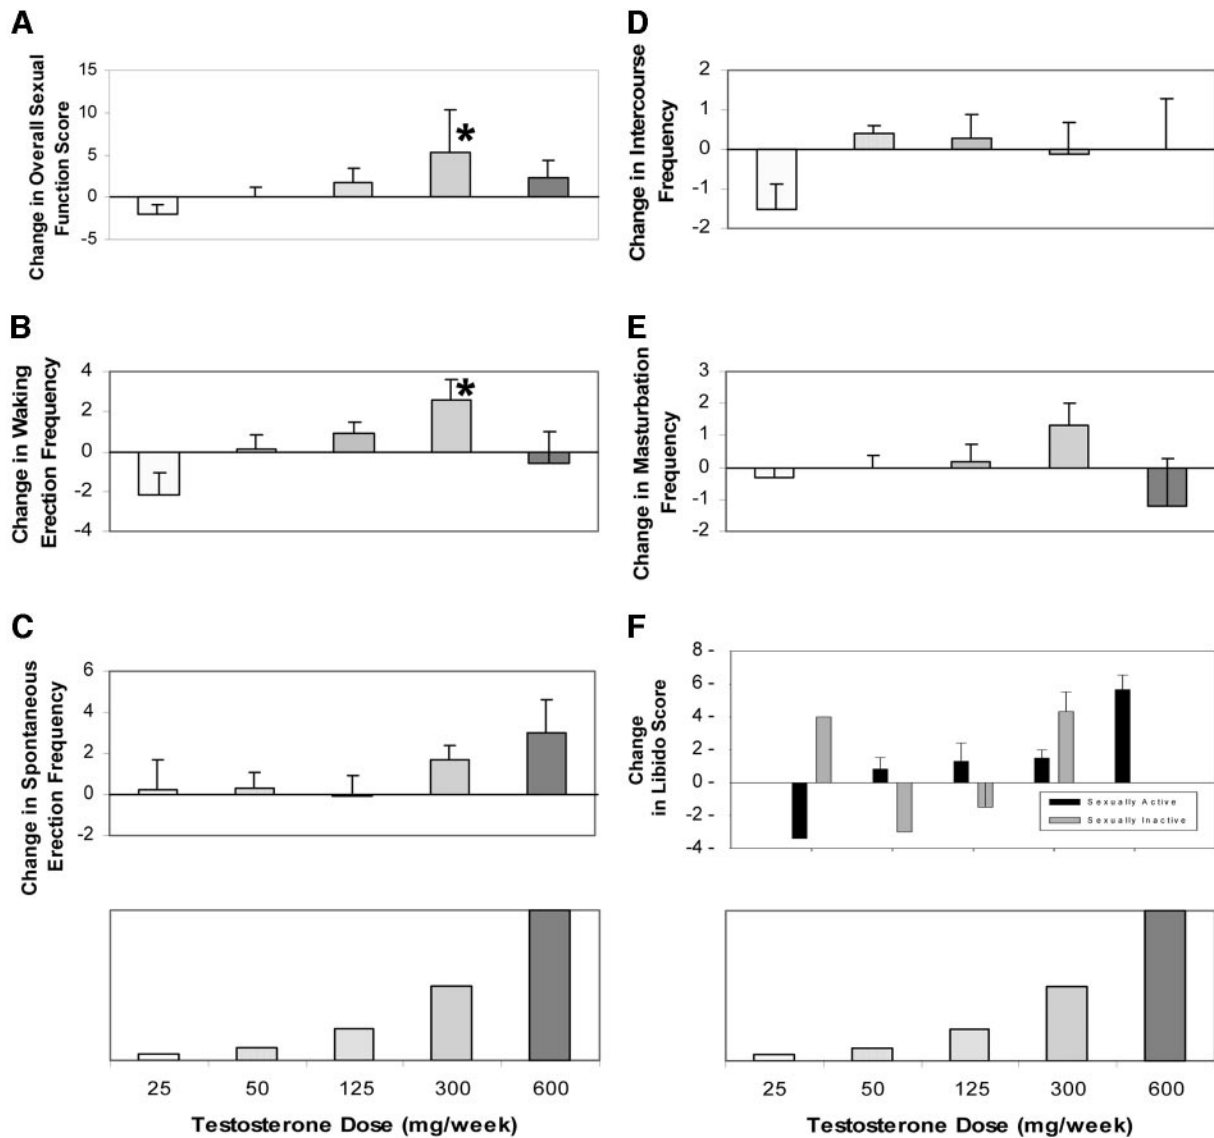 A
Change in Overall Sexual
Function Score
15
10
5
0
-5
*
B
Change in Waking
Erection Frequency
4
2
0
-2
-4
*
C
Change in Spontaneous
Erection Frequency
6
4
2
0
-2
25 50 125 300 600
Testosterone Dose (mg/week)
D
Change in Intercourse
Frequency
2
1
0
-1
-2
E
Change in Masturbation
Frequency
3
2
1
0
-1
-2
F
Change
in Libido Score
8 -
6 -
4 -
2 -
0 -
-2 -
-4 -
Sexually Active
Sexually Inactive
25 50 125 300 600
Testosterone Dose (mg/week)